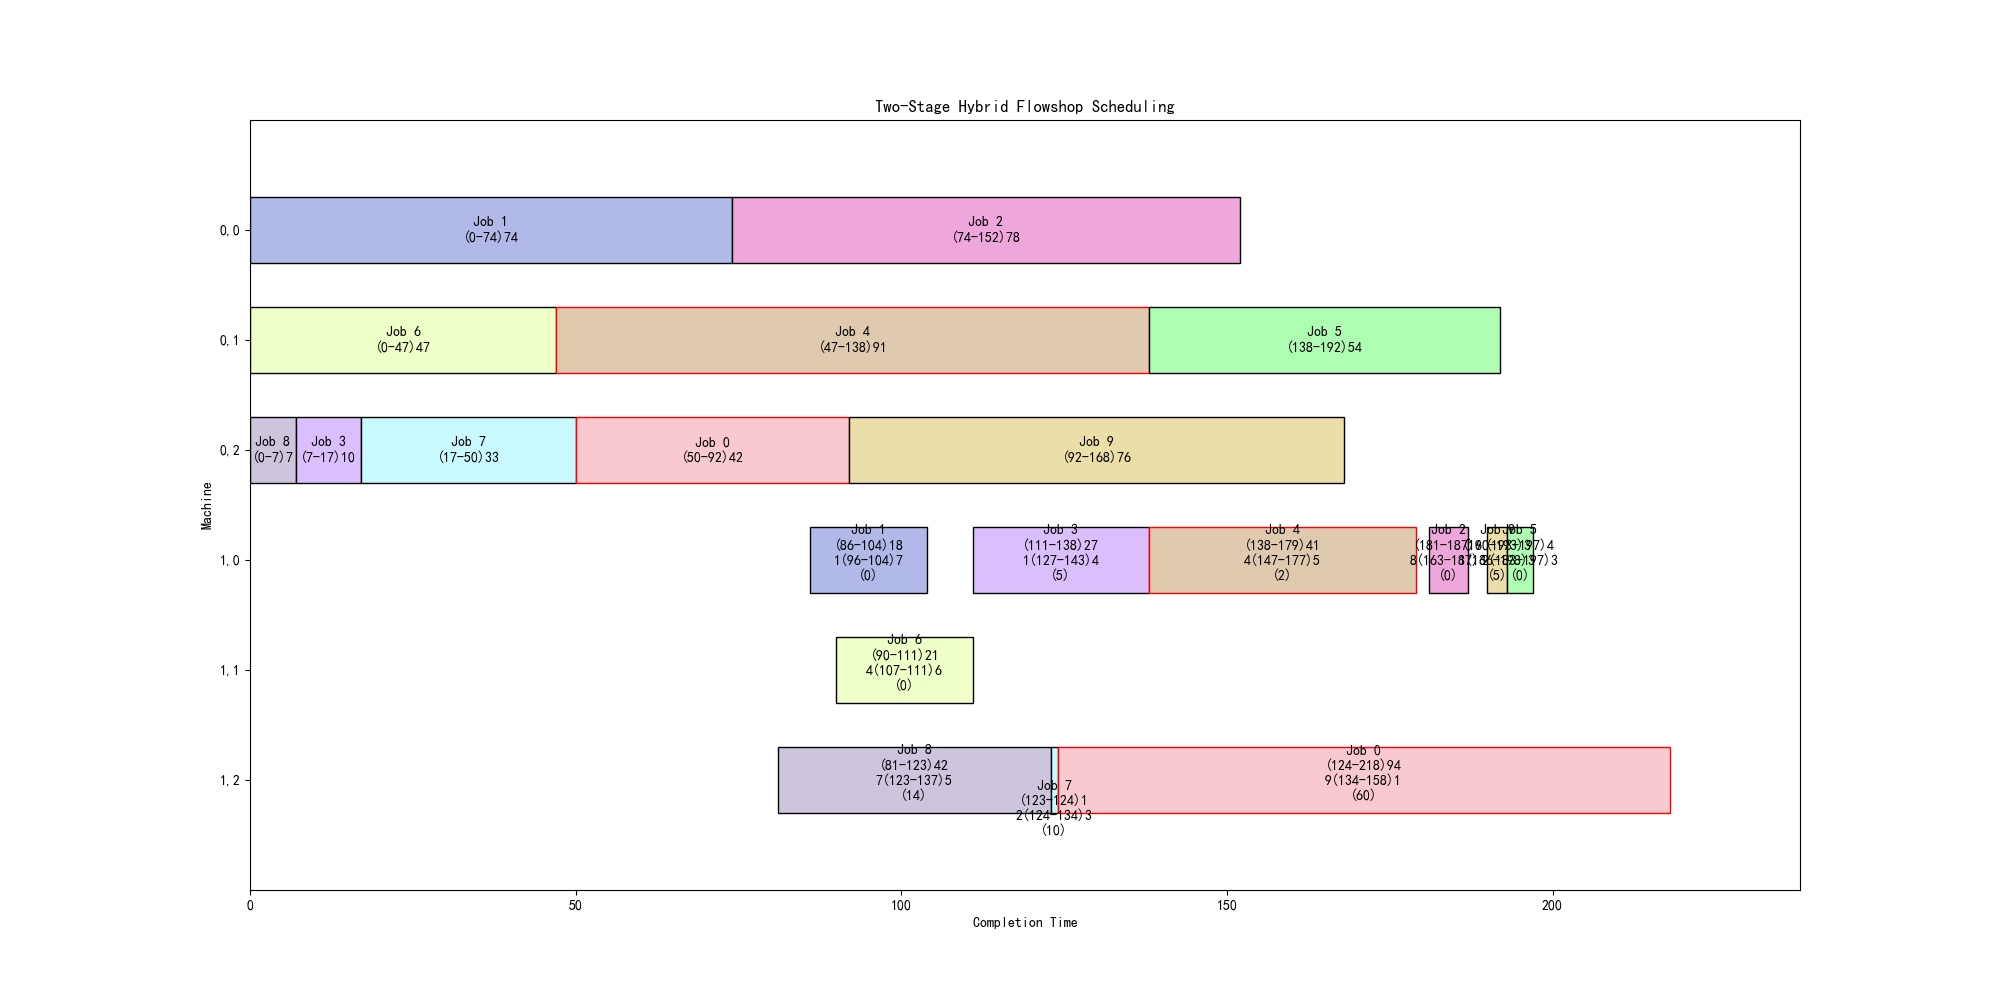 Two-Stage Hybrid Flowshop Scheduling
Machine
0,0
Job 1
(0-74)74
Job 2
(74-152)78
0,1
Job 6
(0-47)47
Job 4
(47-138)91
Job 5
(138-192)54
0,2
Job 8
(0-7)7
Job 3
(7-17)10
Job 7
(17-50)33
Job 0
(50-92)42
Job 9
(92-168)76
1,0
Job 1
(86-104)18
1(96-104)7
(0)
Job 3
(111-138)27
1(127-143)4
(5)
Job 4
(138-179)41
4(147-177)5
(2)
Job 2
(181-187)6
(0)
(5)
Job 5
(0)
1,1
Job 6
(90-111)21
4(107-111)6
(0)
1,2
Job 8
(81-123)42
7(123-137)5
(14)
Job 7
(123-124)1
2(124-134)3
(10)
Job 0
(124-218)94
9(134-158)1
(60)
0
50
100
150
200
Completion Time